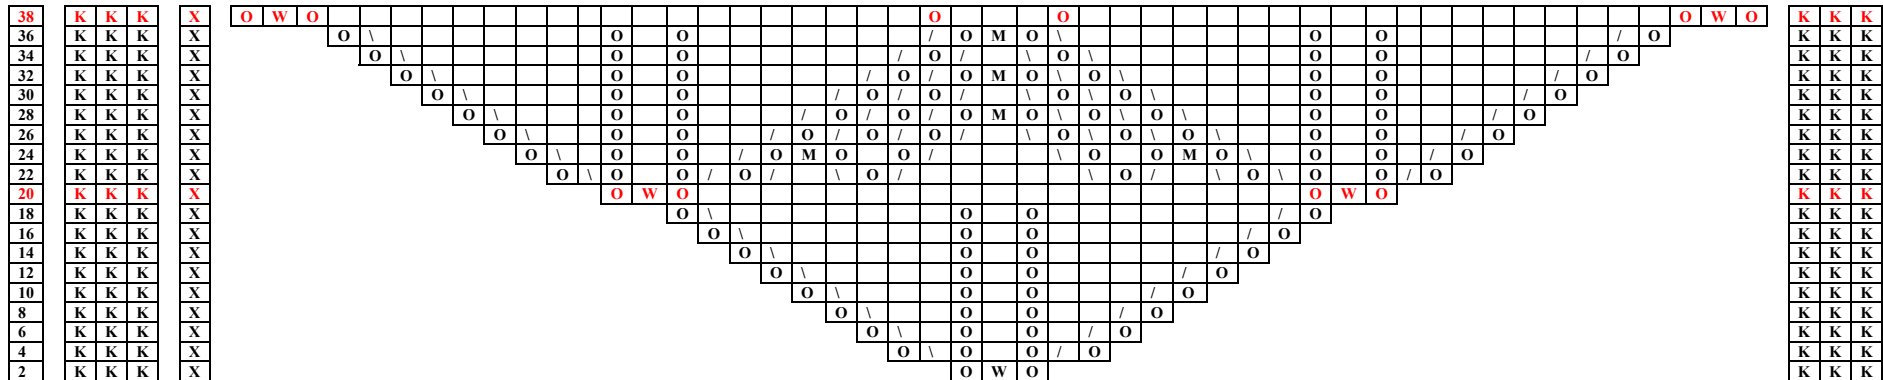 38 K K K X O W O O O O W O K K K
36 K K K X O \ O O / O M O \ O O / O K K K
34 K K K X O \ O O / O / \ O \ O O / O K K K
32 K K K X O \ O O / O / O M O \ O \ O O / O K K K
30 K K K X O \ O O / O / O / \ O \ O \ O O / O K K K
28 K K K X O \ O O / O / O / O M O \ O \ O \ O O / O K K K
26 K K K X O \ O O / O / O / O / \ O \ O \ O \ O O / O K K K
24 K K K X O \ O O / O M O O / \ O O M O \ O O / O K K K
22 K K K X O \ O O / O / \ O / \ O / \ O \ O O / O K K K
20 K K K X O W O O W O K K K
18 K K K X O \ O O / O K K K
16 K K K X O \ O O / O K K K
14 K K K X O \ O O / O K K K
12 K K K X O \ O O / O K K K
10 K K K X O \ O O / O K K K
8 K K K X O \ O O / O K K K
6 K K K X O \ O O / O K K K
4 K K K X O \ O O / O K K K
2 K K K X O W O K K K